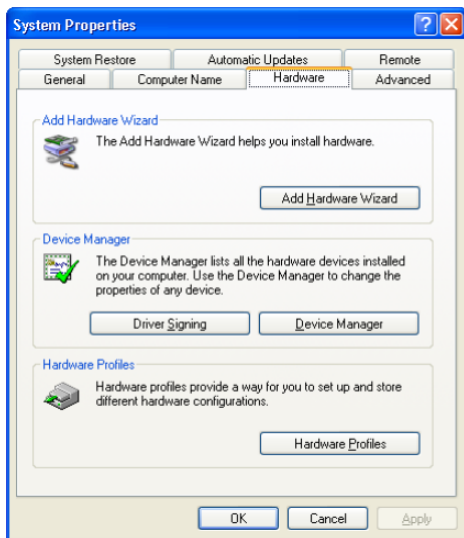 System Properties
System Restore Automatic Updates Remote
General Computer Name Hardware Advanced
Add Hardware Wizard
The Add Hardware Wizard helps you install hardware.
Add Hardware Wizard
Device Manager
The Device Manager lists all the hardware devices installed
on your computer. Use the Device Manager to change the
properties of any device.
Driver Signing Device Manager
Hardware Profiles
Hardware profiles provide a way for you to set up and store
different hardware configurations.
Hardware Profiles
OK Cancel Apply